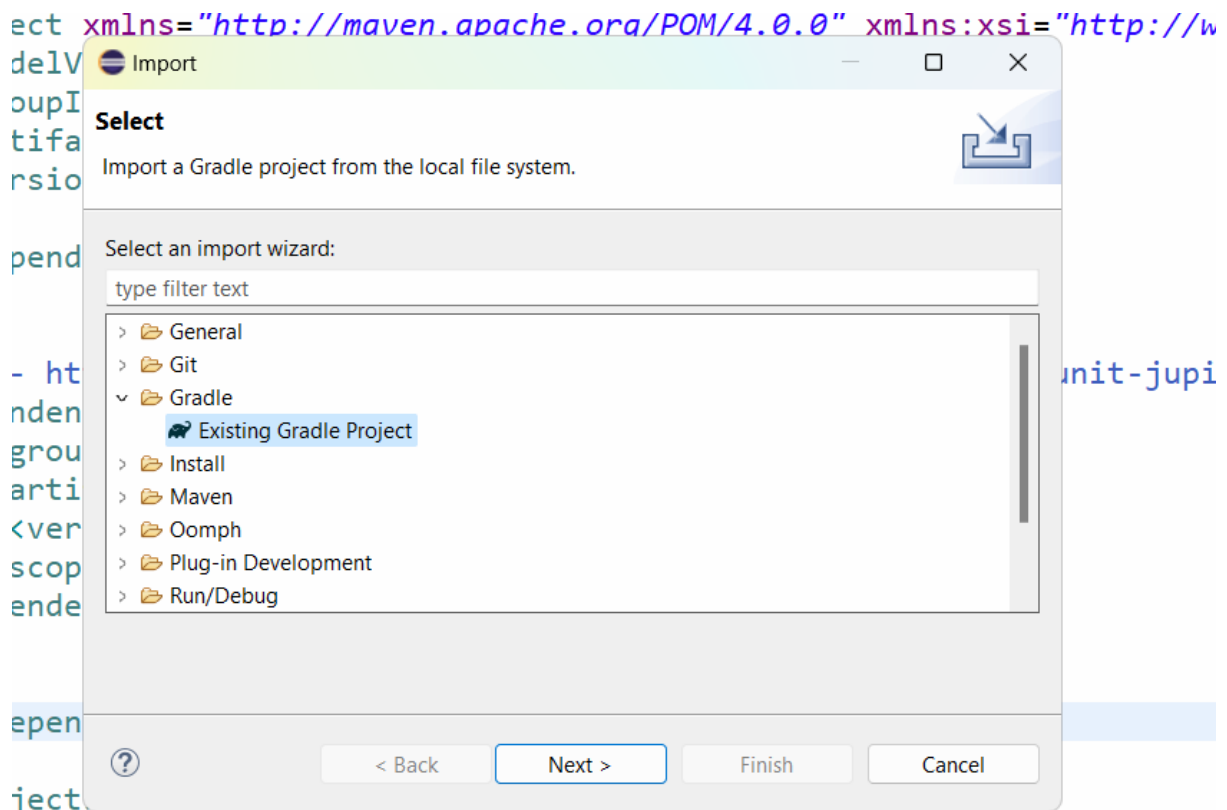 ect xmlns="http://maven.apache.org/POM/4.0.0" xmlns:xsi="http://w
delV
Import
oupI
Select
tifa
Import a Gradle project from the local file system.
rsio
Select an import wizard:
pend
type filter text
General
Git
- ht
unit-jupi
Gradle
nden
Existing Gradle Project
grou
Install
arti
Maven
<ver
Oomph
scop
Plug-in Development
ende
Run/Debug
epen
?
< Back
Next >
Finish
Cancel
ject